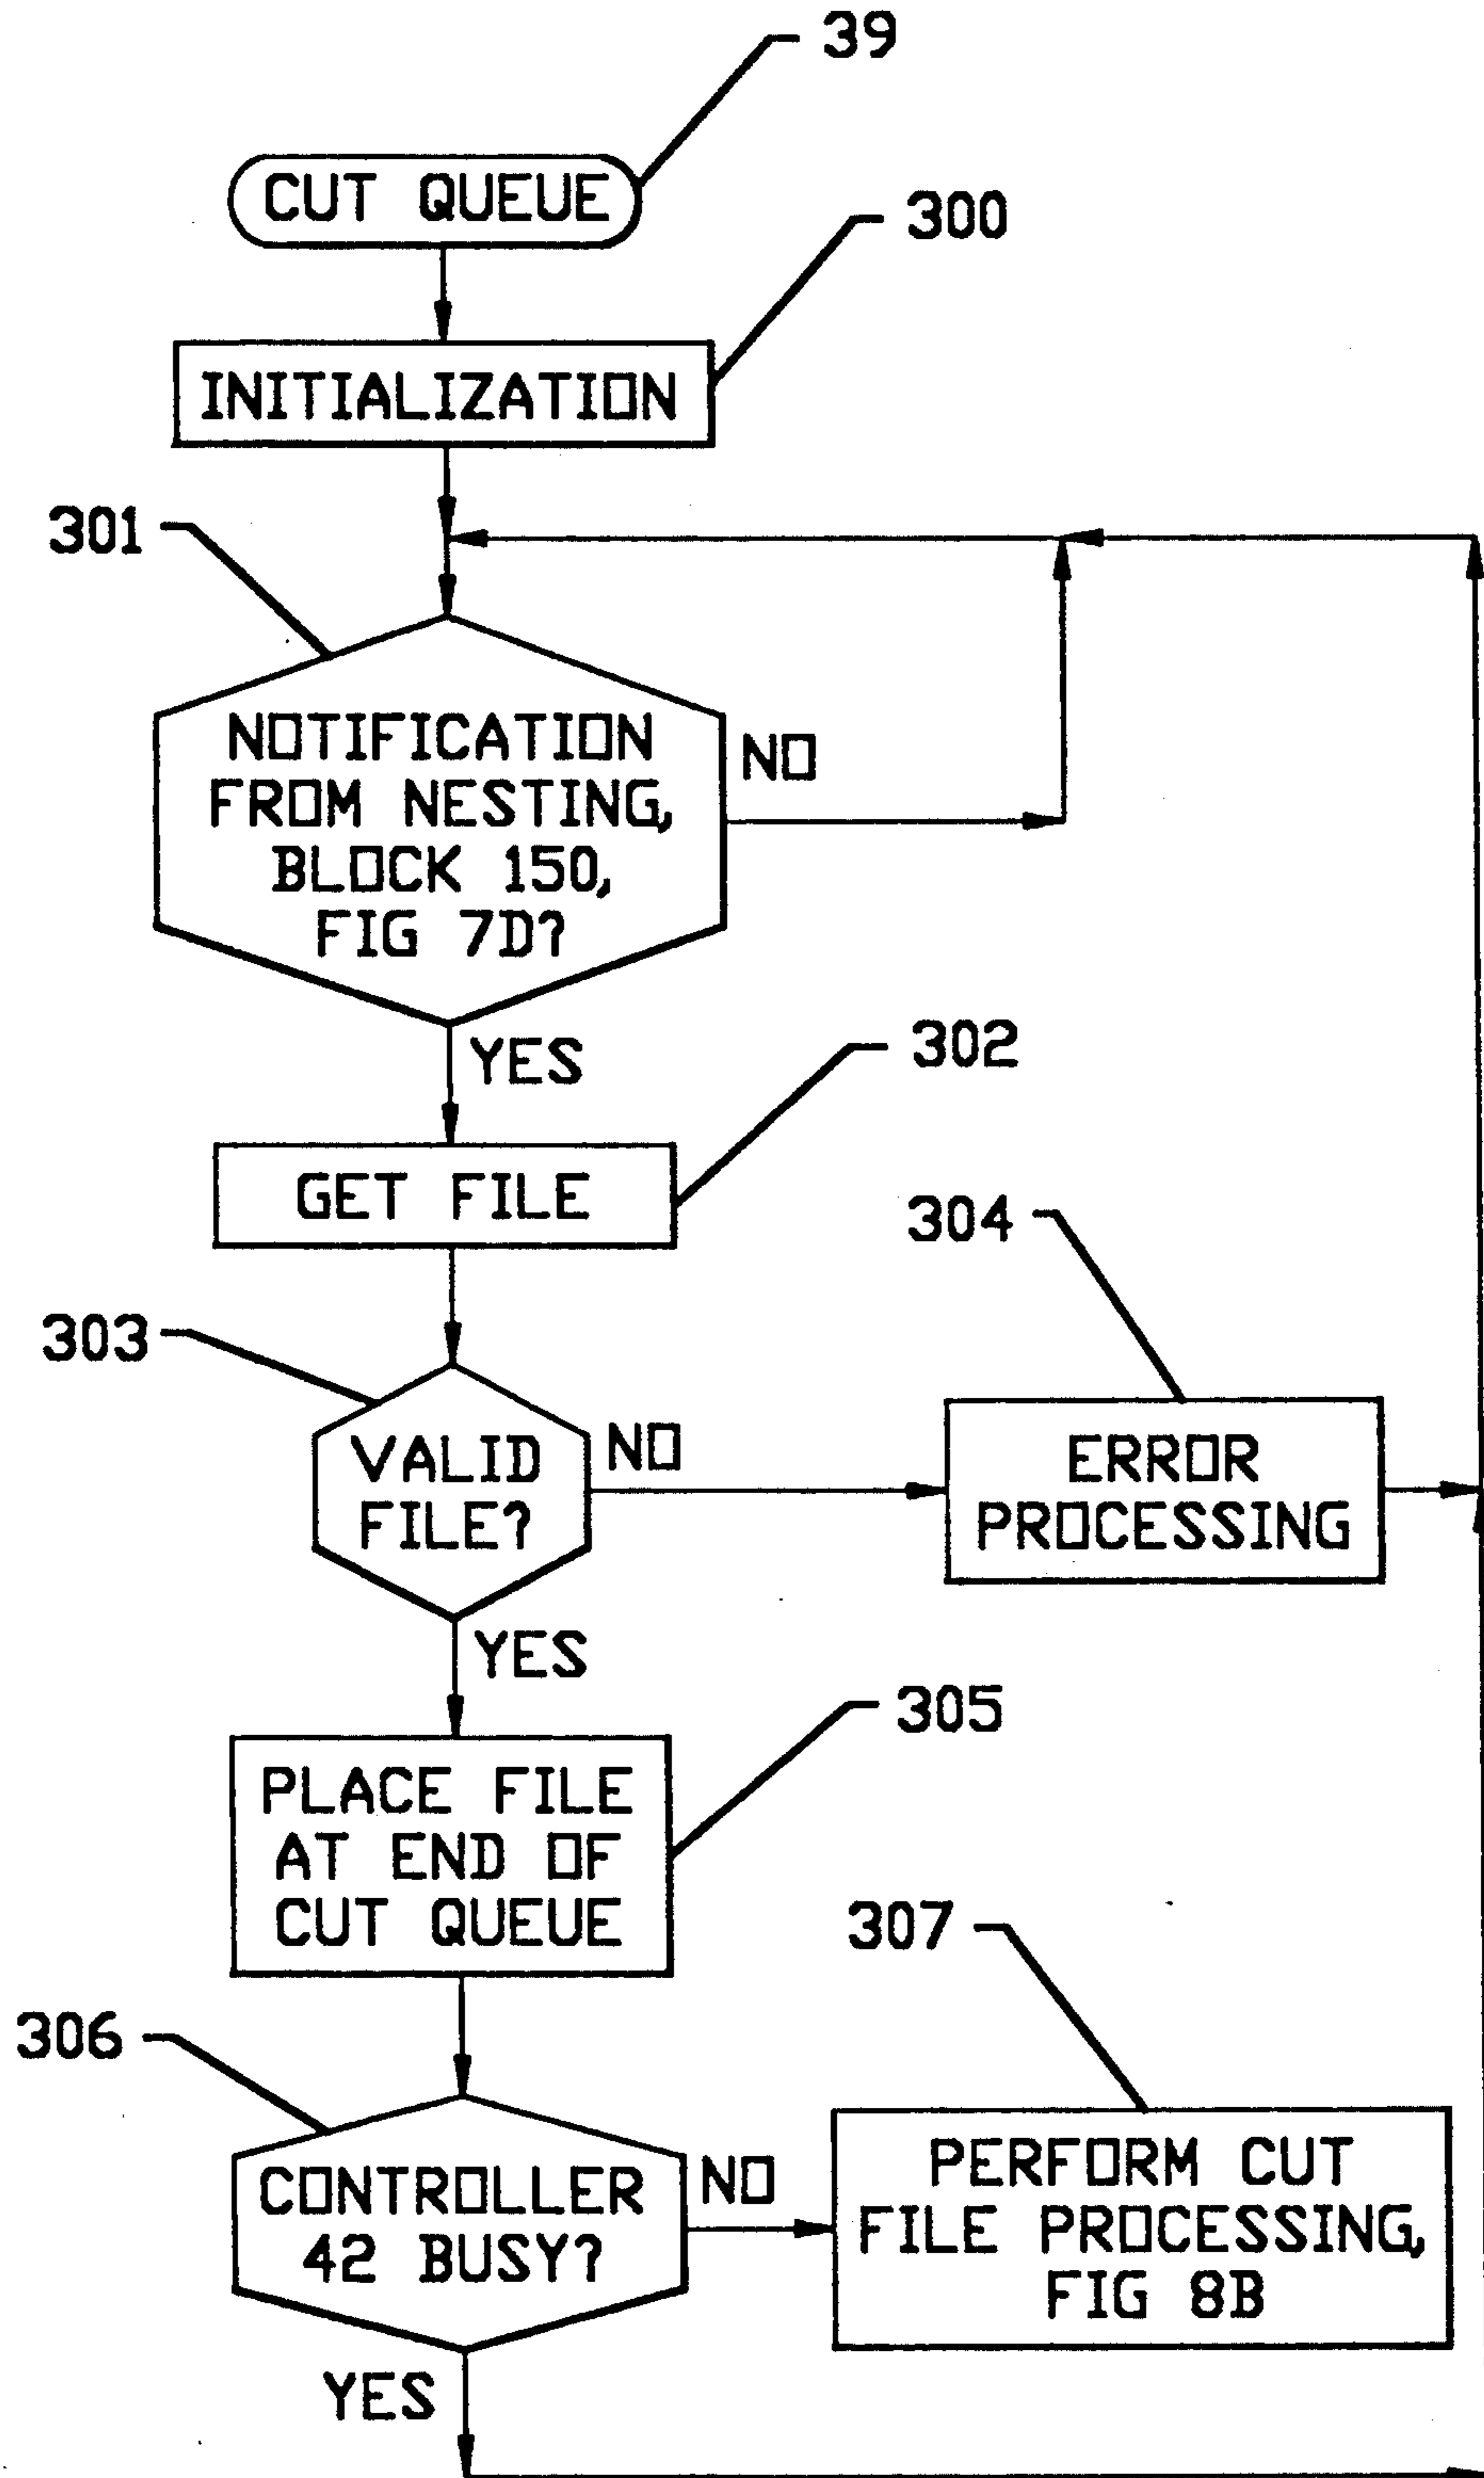 39
CUT QUEUE
300
INITIALIZATION
301
NOTIFICATION
FROM NESTING,
BLOCK 150,
FIG 7D?
NO
YES
302
GET FILE
304
303
VALID
FILE?
NO
ERROR
PROCESSING
YES
305
PLACE FILE
AT END OF
CUT QUEUE
307
306
CONTROLLER
42 BUSY?
NO
PERFORM CUT
FILE PROCESSING,
FIG 8B
YES